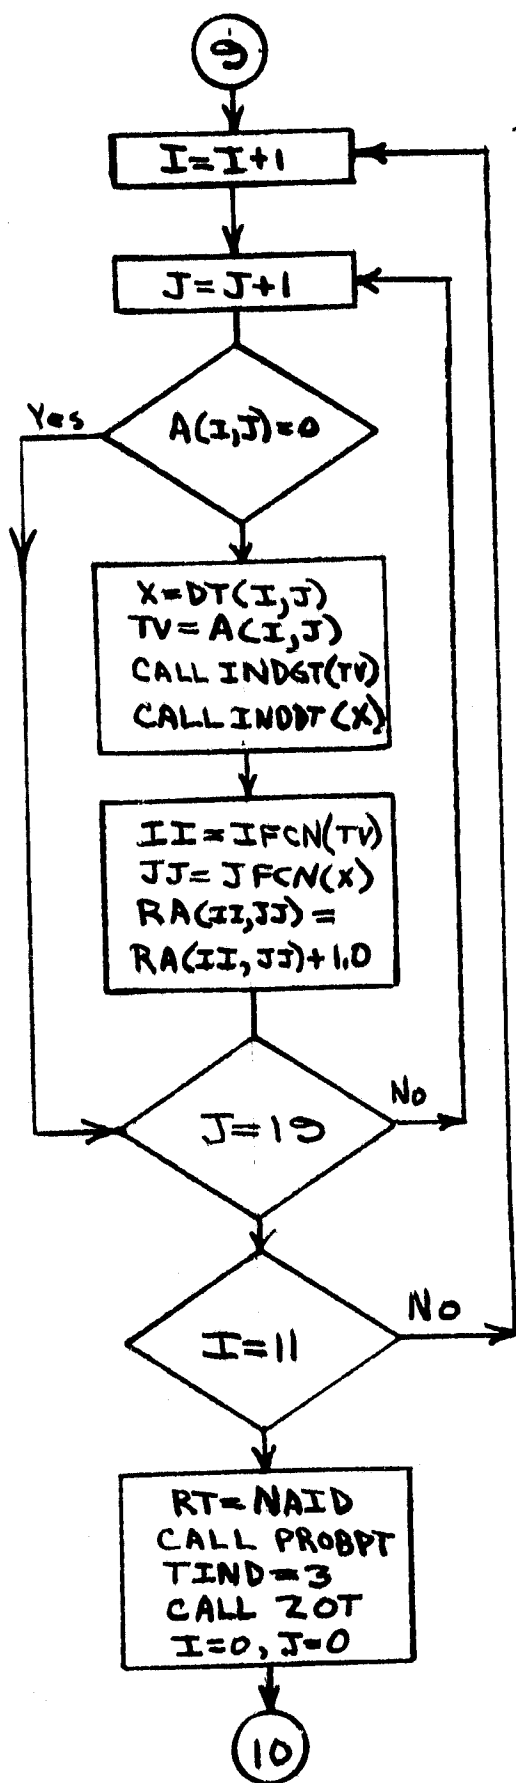 9
I=I+1
J=J+1
A(I,J)=0
Yes
X=DT(I,J)
TV=A(I,J)
CALL INDGT(TV)
CALL INDDT(X)
II=IFCN(TV)
JJ=JFCN(X)
RA(II,JJ)=
RA(II,JJ)+1.0
J=19
No
I=11
No
RT=NAID
CALL PROBPT
TIND=3
CALL ZOT
I=0, J=0
10